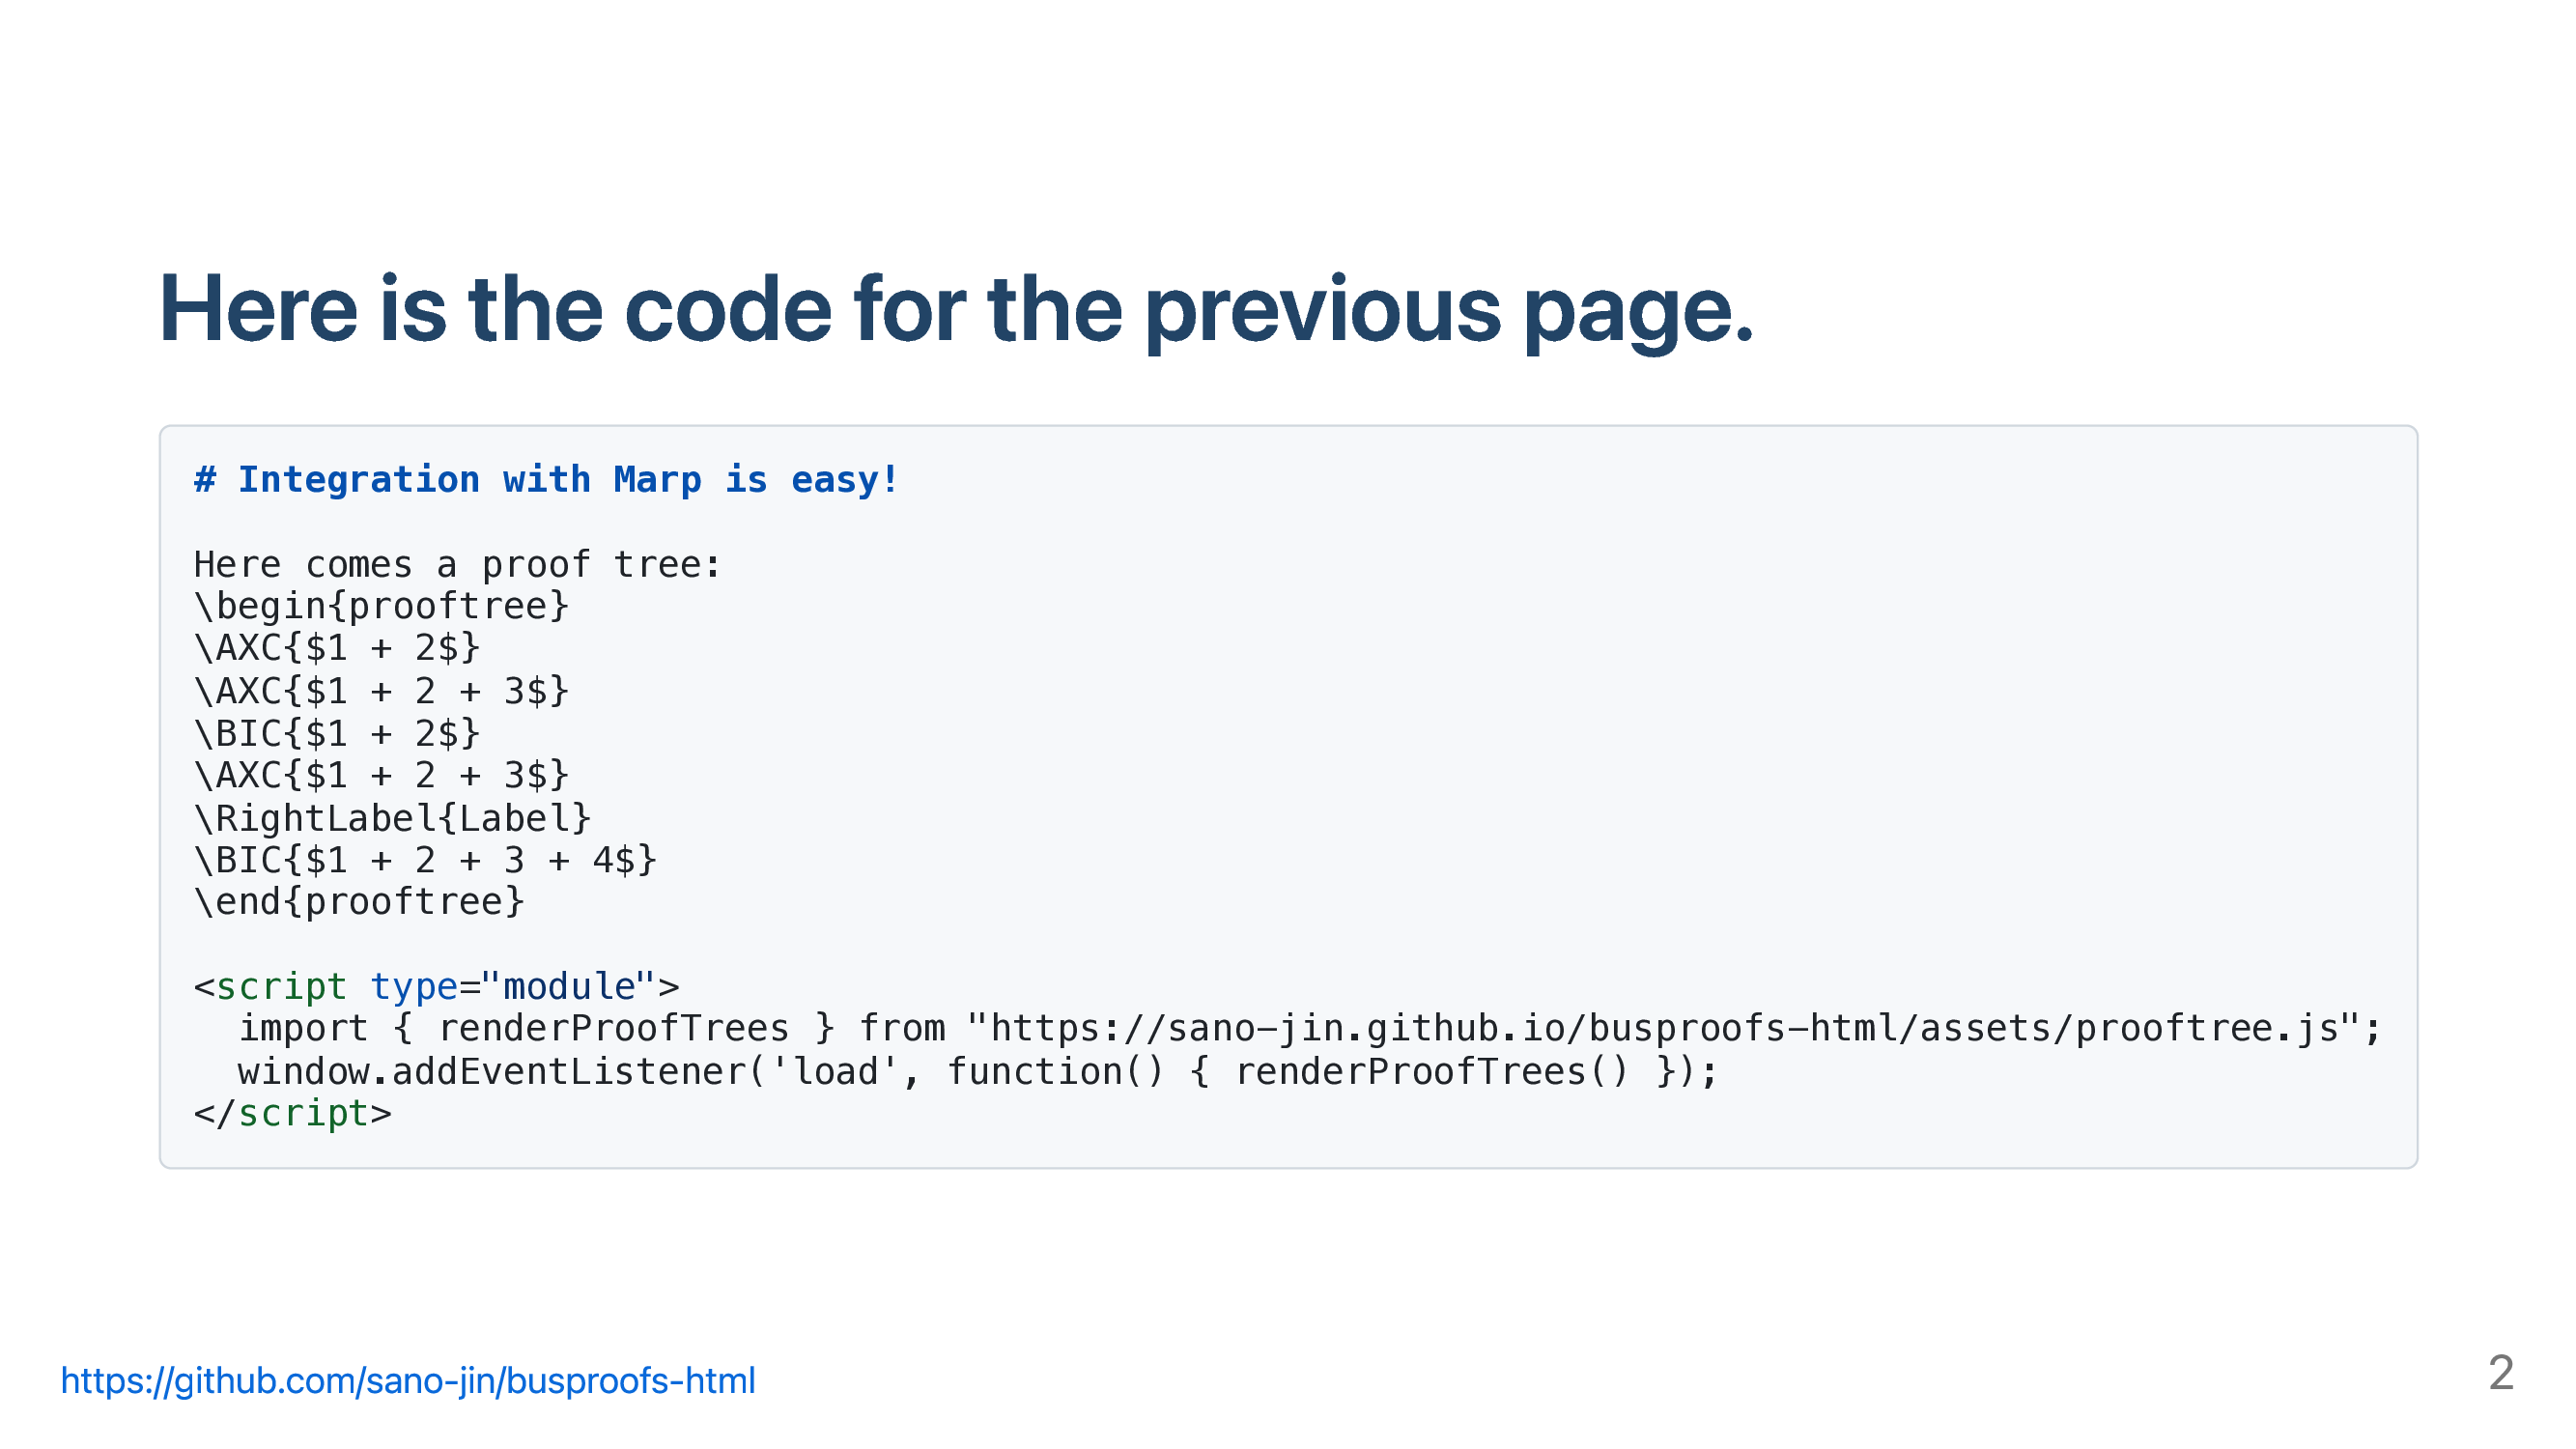 Here is the code for the previous page.
# Integration with Marp is easy!
Here comes a proof tree:
\begin{prooftree}
\AXC{$1 + 2$}
\AXC{$1 + 2 + 3$}
\BIC{$1 + 2$}
\AXC{$1 + 2 + 3$}
\RightLabel{Label}
\BIC{$1 + 2 + 3 + 4$}
\end{prooftree}
<script type="module">
  import { renderProofTrees } from "https://sano-jin.github.io/busproofs-html/assets/prooftree.js";
  window.addEventListener('load', function() { renderProofTrees() });
</script>
https://github.com/sano-jin/busproofs-html
2